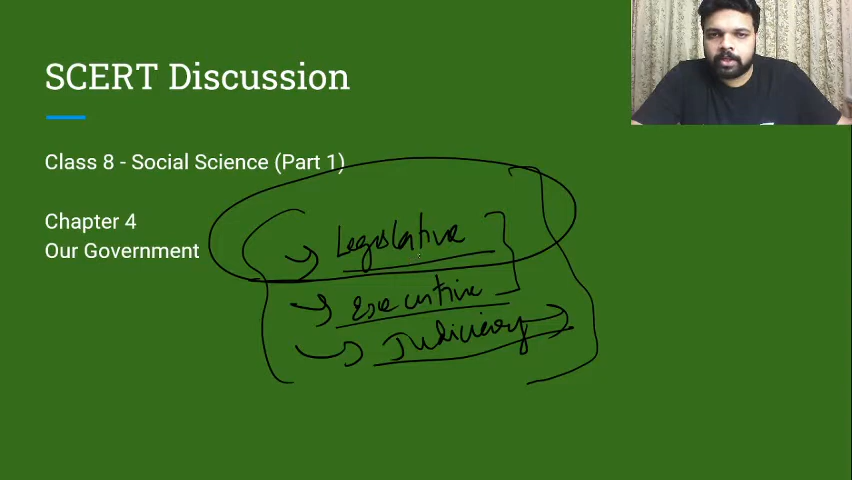 SCERT Discussion
Class 8 - Social Science (Part 1)
Chapter 4
Our Government
Legislative
Executive
Judiciary